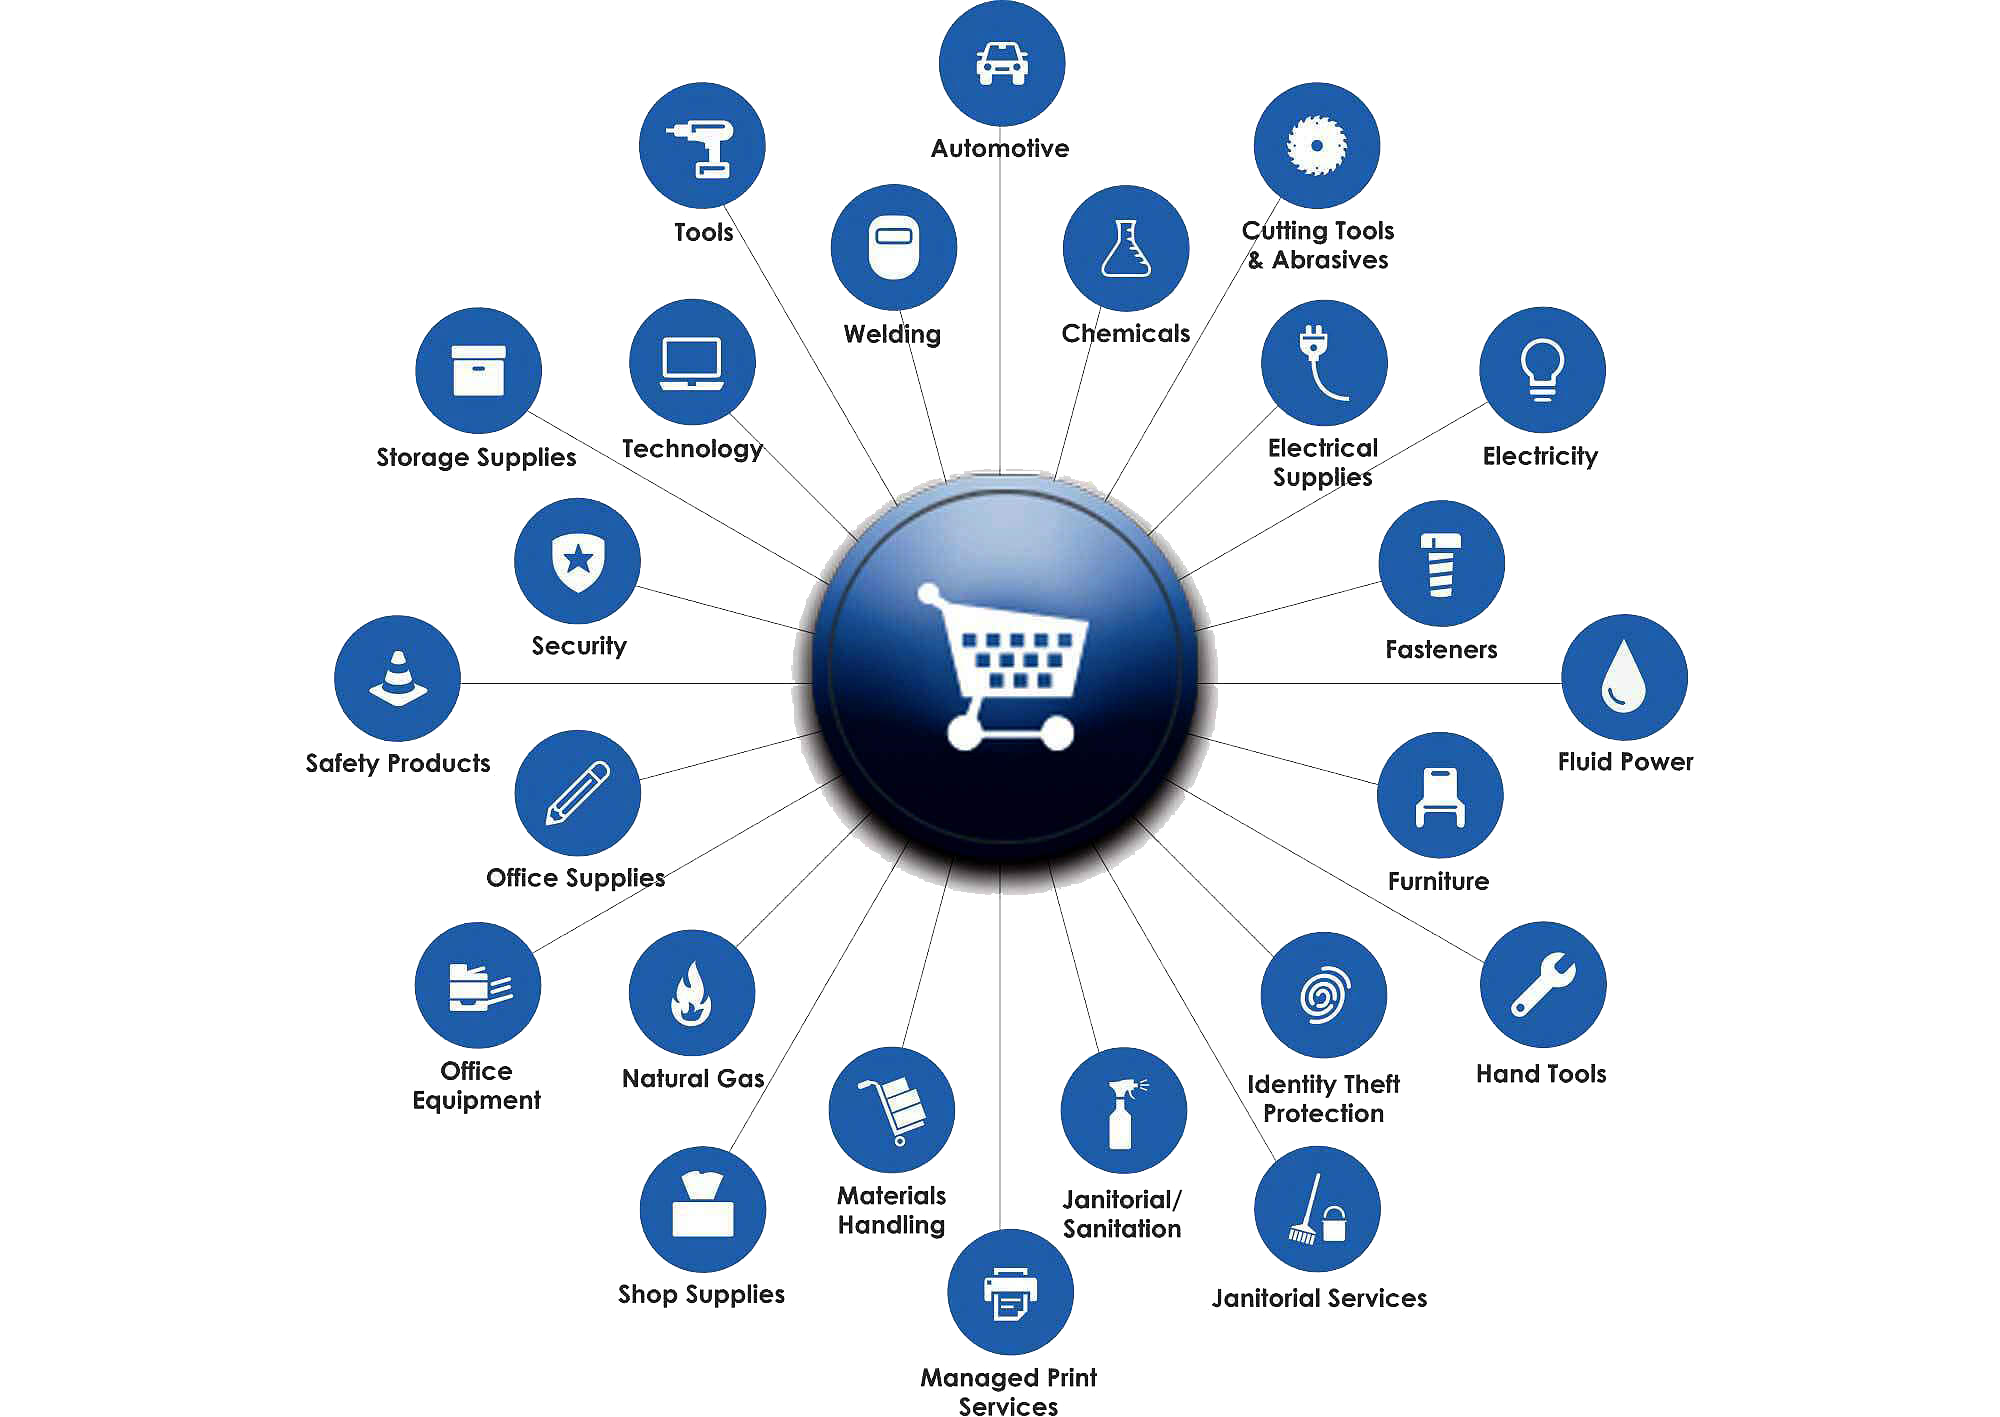 Automotive
Tools
Cutting Tools
& Abrasives
Welding
Chemicals
Storage Supplies
Technology
Electrical
Supplies
Electricity
Security
Fasteners
Safety Products
Fluid Power
Office Supplies
Furniture
Office
Equipment
Natural Gas
Identity Theft
Protection
Hand Tools
Materials
Handling
Janitorial/
Sanitation
Shop Supplies
Janitorial Services
Managed Print
Services